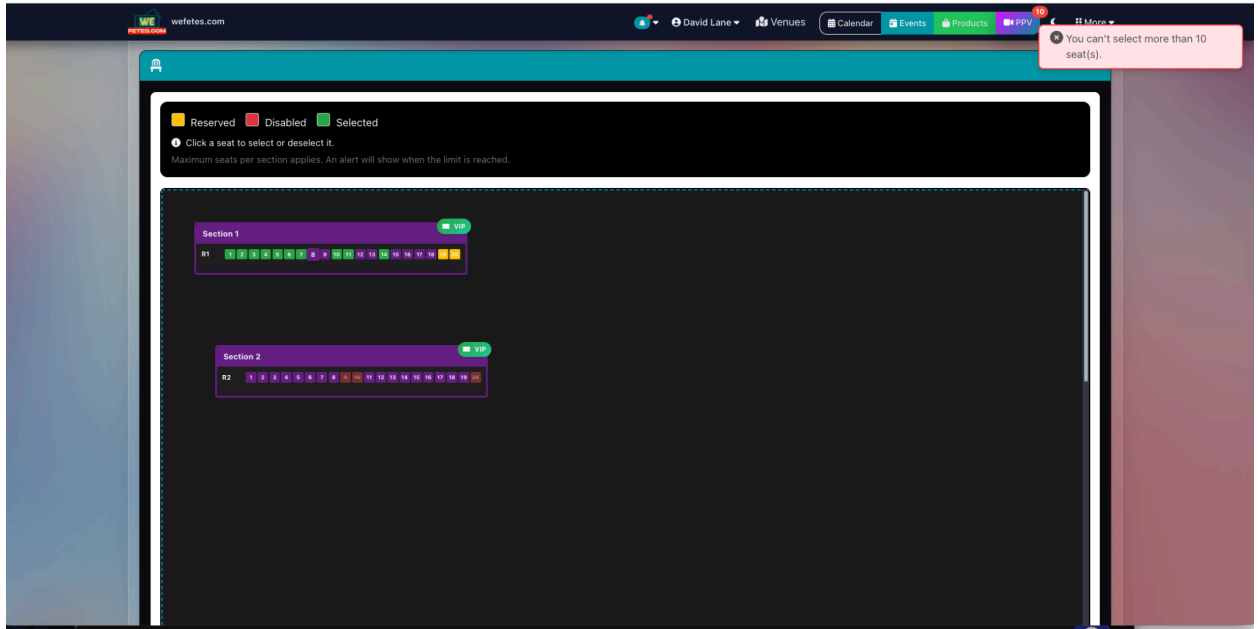 WE
FETES.COM
wefetes.com
David Lane
Venues
Calendar
Events
Products
PPV
10
More
You can't select more than 10
seat(s).
Reserved Disabled Selected
Click a seat to select or deselect it.
Maximum seats per section applies. An alert will show when the limit is reached.
VIP
Section 1
R1 1 2 3 4 5 6 7 8 9 10 11 12 13 14 15 16 17 18 19 20
VIP
Section 2
R2 1 2 3 4 5 6 7 8 9 10 11 12 13 14 15 16 17 18 19 20